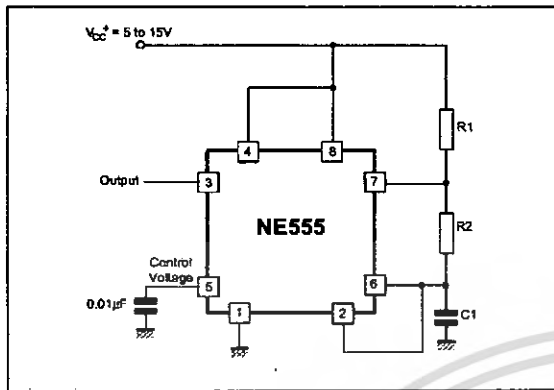 V_CC^+ = 5 to 15V
4
8
R1
Output
3
7
NE555
R2
Control
Voltage
5
6
0.01µF
1
2
C1